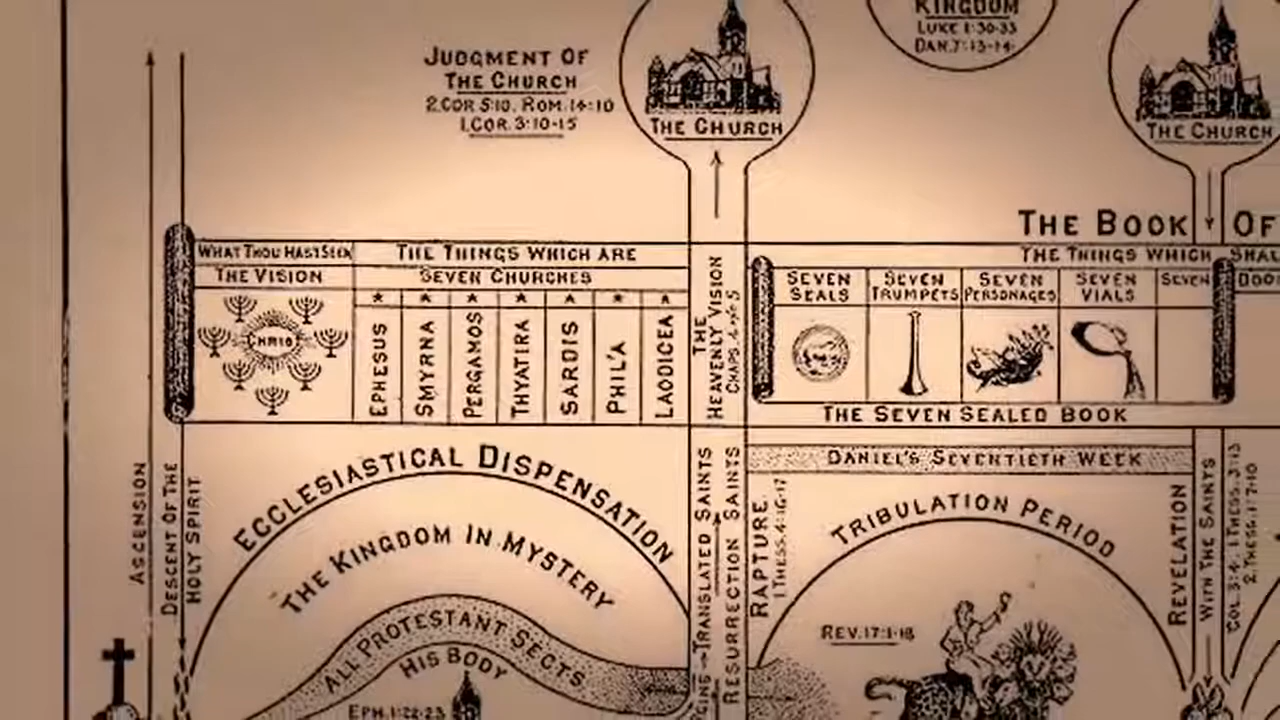 KINGDOM
LUKE 1:30-33
DAN. 7:13-14
JUDGMENT OF
THE CHURCH
2.COR 5:10. ROM. 14:10
1.COR. 3:10-15
THE CHURCH
THE CHURCH
THE BOOK OF
WHAT THOU HAST SEEN
THE THINGS WHICH ARE
THE THINGS WHICH SHAL
THE VISION
SEVEN CHURCHES
CHRIST
EPHESUS
SMYRNA
PERGAMOS
THYATIRA
SARDIS
PHIL'A
LAODICEA
THE
HEAVENLY VISION
CHAPS. 4 AND 5
SEVEN
SEALS
SEVEN
TRUMPETS
SEVEN
PERSONAGES
SEVEN
VIALS
SEVEN
DOO
THE SEVEN SEALED BOOK
DANIEL'S SEVENTIETH WEEK
ASCENSION
DESCENT OF THE
HOLY SPIRIT
ECCLESIASTICAL DISPENSATION
THE KINGDOM IN MYSTERY
ALL PROTESTANT SECTS
HIS BODY
EPH. 1:22-23
TRANSLATED SAINTS
RESURRECTION SAINTS
RAPTURE.
1 THESS. 4:16-17
TRIBULATION PERIOD
REV. 17:1-18
REVELATION
WITH THE SAINTS
COL. 3:4. 1 THESS. 3:13
2. THESS. 1:7-10